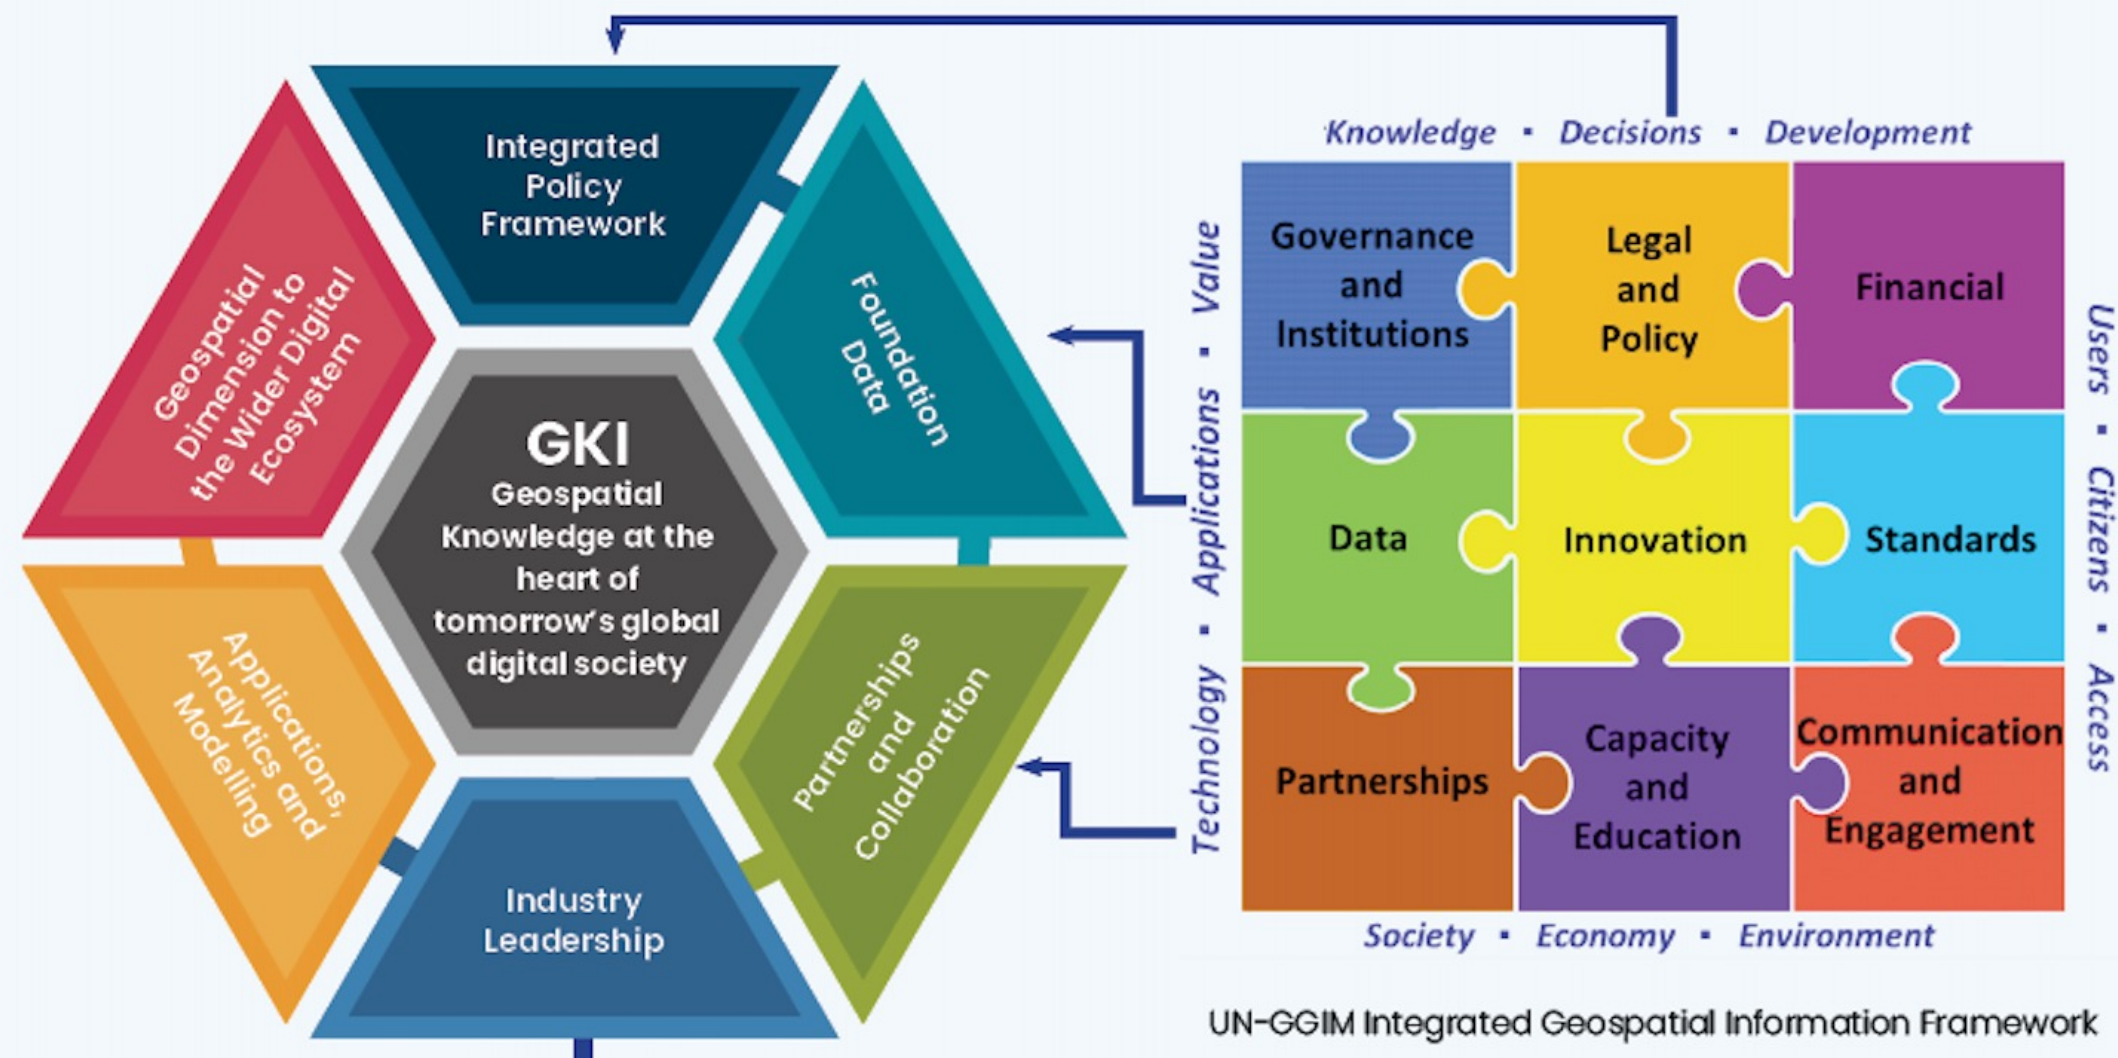 Integrated
Policy
Framework
Geospatial
Dimension to
the Wider Digital
Ecosystem
Foundation
Data
GKI
Geospatial
Knowledge at the
heart of
tomorrow's global
digital society
Applications,
Analytics and
Modelling
Partnerships
and
Collaboration
Industry
Leadership
Knowledge ▪ Decisions ▪ Development
Technology ▪ Applications ▪ Value
Governance
and
Institutions
Legal
and
Policy
Financial
Data
Innovation
Standards
Partnerships
Capacity
and
Education
Communication
and
Engagement
Users ▪ Citizens ▪ Access
Society ▪ Economy ▪ Environment
UN-GGIM Integrated Geospatial Information Framework